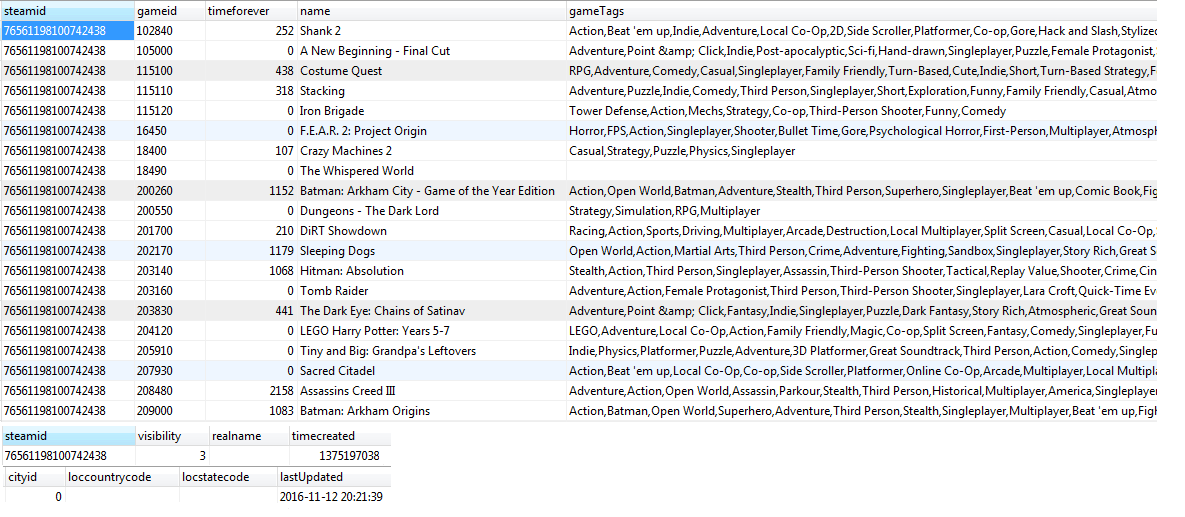 steamid gameid timeforever name gameTags
76561198100742438 102840 252 Shank 2 Action,Beat 'em up,Indie,Adventure,Local Co-Op,2D,Side Scroller,Platformer,Co-op,Gore,Hack and Slash,Stylized
76561198100742438 105000 0 A New Beginning - Final Cut Adventure,Point &amp; Click,Indie,Post-apocalyptic,Sci-fi,Hand-drawn,Singleplayer,Puzzle,Female Protagonist,
76561198100742438 115100 438 Costume Quest RPG,Adventure,Comedy,Casual,Singleplayer,Family Friendly,Turn-Based,Cute,Indie,Short,Turn-Based Strategy,F
76561198100742438 115110 318 Stacking Adventure,Puzzle,Indie,Comedy,Third Person,Singleplayer,Short,Exploration,Funny,Family Friendly,Casual,Atmo
76561198100742438 115120 0 Iron Brigade Tower Defense,Action,Mechs,Strategy,Co-op,Third-Person Shooter,Funny,Comedy
76561198100742438 16450 0 F.E.A.R. 2: Project Origin Horror,FPS,Action,Singleplayer,Shooter,Bullet Time,Gore,Psychological Horror,First-Person,Multiplayer,Atmosph
76561198100742438 18400 107 Crazy Machines 2 Casual,Strategy,Puzzle,Physics,Singleplayer
76561198100742438 18490 0 The Whispered World
76561198100742438 200260 1152 Batman: Arkham City - Game of the Year Edition Action,Open World,Batman,Adventure,Stealth,Third Person,Superhero,Singleplayer,Beat 'em up,Comic Book,Fig
76561198100742438 200550 0 Dungeons - The Dark Lord Strategy,Simulation,RPG,Multiplayer
76561198100742438 201700 210 DiRT Showdown Racing,Action,Sports,Driving,Multiplayer,Arcade,Destruction,Local Multiplayer,Split Screen,Casual,Local Co-Op,
76561198100742438 202170 1179 Sleeping Dogs Open World,Action,Martial Arts,Third Person,Crime,Adventure,Fighting,Sandbox,Singleplayer,Story Rich,Great S
76561198100742438 203140 1068 Hitman: Absolution Stealth,Action,Third Person,Singleplayer,Assassin,Third-Person Shooter,Tactical,Replay Value,Shooter,Crime,Cin
76561198100742438 203160 0 Tomb Raider Adventure,Action,Female Protagonist,Third Person,Third-Person Shooter,Singleplayer,Lara Croft,Quick-Time Ev
76561198100742438 203830 441 The Dark Eye: Chains of Satinav Adventure,Point &amp; Click,Fantasy,Indie,Singleplayer,Puzzle,Dark Fantasy,Story Rich,Atmospheric,Great Soun
76561198100742438 204120 0 LEGO Harry Potter: Years 5-7 LEGO,Adventure,Local Co-Op,Action,Family Friendly,Magic,Co-op,Split Screen,Fantasy,Comedy,Singleplayer,Fu
76561198100742438 205910 0 Tiny and Big: Grandpa's Leftovers Indie,Physics,Platformer,Puzzle,Adventure,3D Platformer,Great Soundtrack,Third Person,Action,Comedy,Singlep
76561198100742438 207930 0 Sacred Citadel Action,Beat 'em up,Local Co-Op,Co-op,Side Scroller,Platformer,Online Co-Op,Arcade,Multiplayer,Local Multipla
76561198100742438 208480 2158 Assassins Creed III Adventure,Action,Open World,Assassin,Parkour,Stealth,Third Person,Historical,Multiplayer,America,Singleplaye
76561198100742438 209000 1083 Batman: Arkham Origins Action,Batman,Open World,Superhero,Adventure,Third Person,Stealth,Singleplayer,Multiplayer,Beat 'em up,Figh
steamid visibility realname timecreated
76561198100742438 3 1375197038
cityid loccountrycode locstatecode lastUpdated
0 2016-11-12 20:21:39